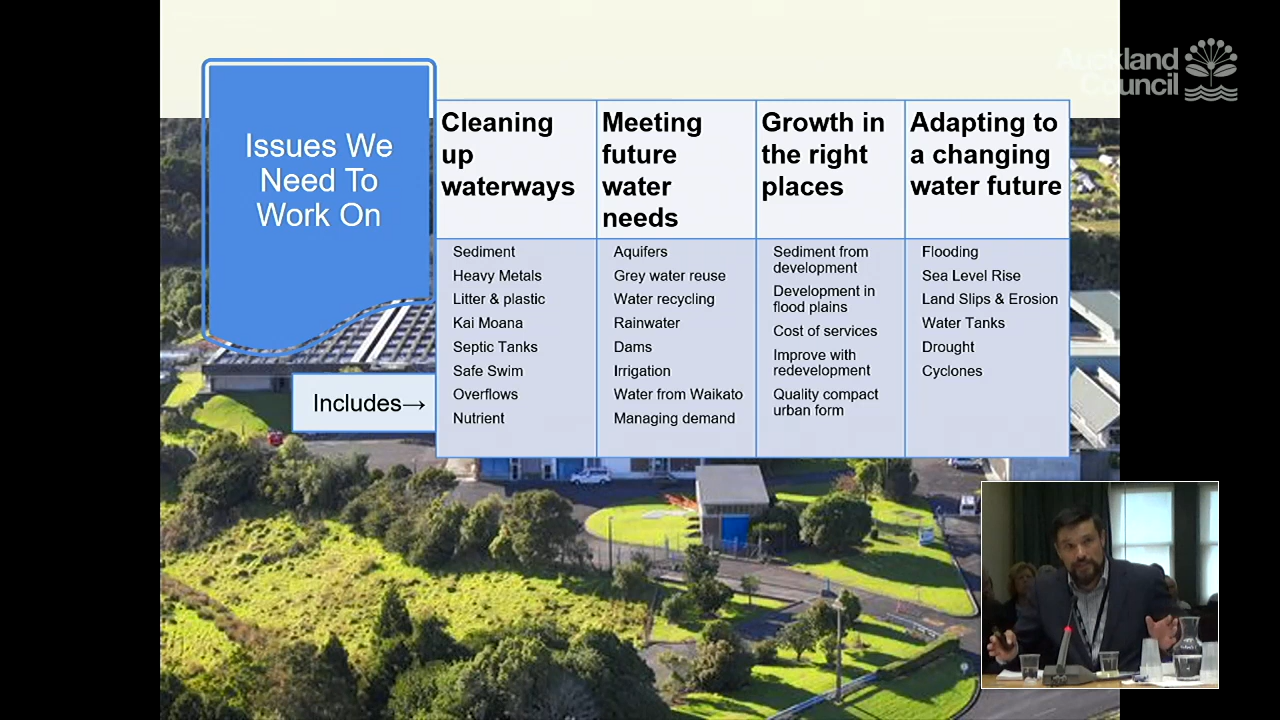 Auckland
Council
Issues We
Need To
Work On
Includes→
Cleaning
up
waterways
Sediment
Heavy Metals
Litter & plastic
Kai Moana
Septic Tanks
Safe Swim
Overflows
Nutrient
Meeting
future
water
needs
Aquifers
Grey water reuse
Water recycling
Rainwater
Dams
Irrigation
Water from Waikato
Managing demand
Growth in
the right
places
Sediment from
development
Development in
flood plains
Cost of services
Improve with
redevelopment
Quality compact
urban form
Adapting to
a changing
water future
Flooding
Sea Level Rise
Land Slips & Erosion
Water Tanks
Drought
Cyclones